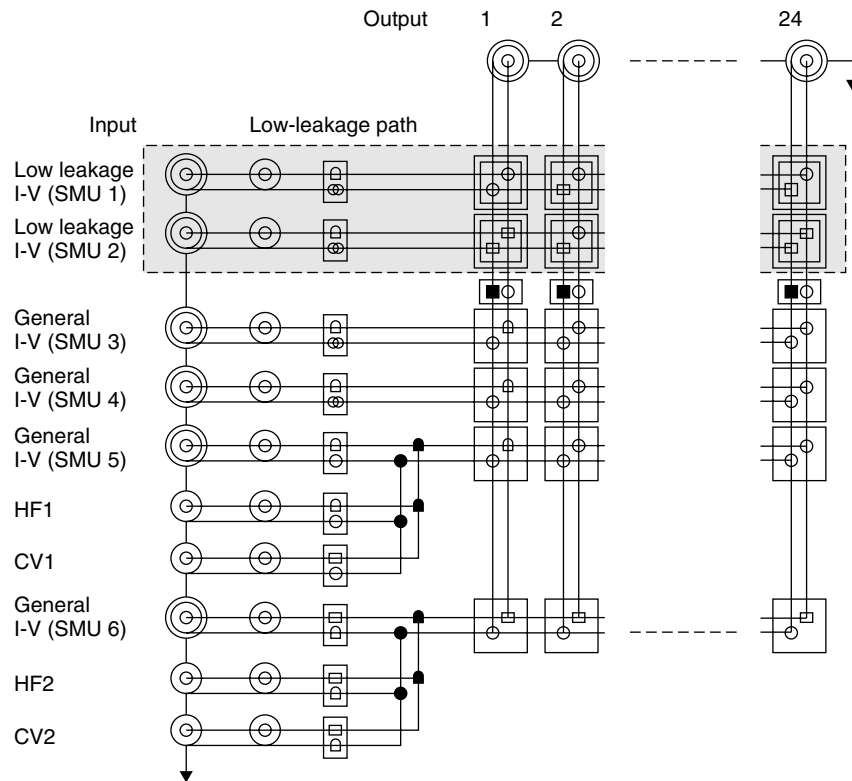 Output 1 2 24
Input Low-leakage path
Low leakage
I-V (SMU 1)
Low leakage
I-V (SMU 2)
General
I-V (SMU 3)
General
I-V (SMU 4)
General
I-V (SMU 5)
HF1
CV1
General
I-V (SMU 6)
HF2
CV2